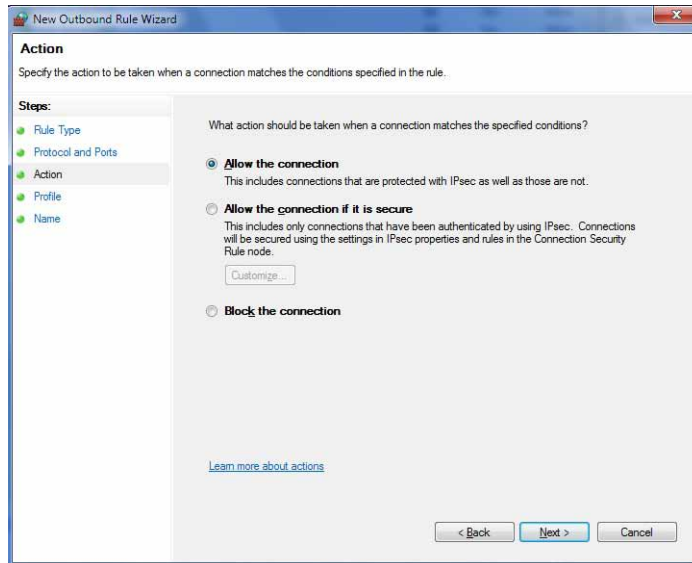 New Outbound Rule Wizard
Action
Specify the action to be taken when a connection matches the conditions specified in the rule.
Steps:
Rule Type
Protocol and Ports
Action
Profile
Name
What action should be taken when a connection matches the specified conditions?
Allow the connection
This includes connections that are protected with IPsec as well as those are not.
Allow the connection if it is secure
This includes only connections that have been authenticated by using IPsec. Connections
will be secured using the settings in IPsec properties and rules in the Connection Security
Rule node.
Customize...
Block the connection
Learn more about actions
< Back
Next >
Cancel